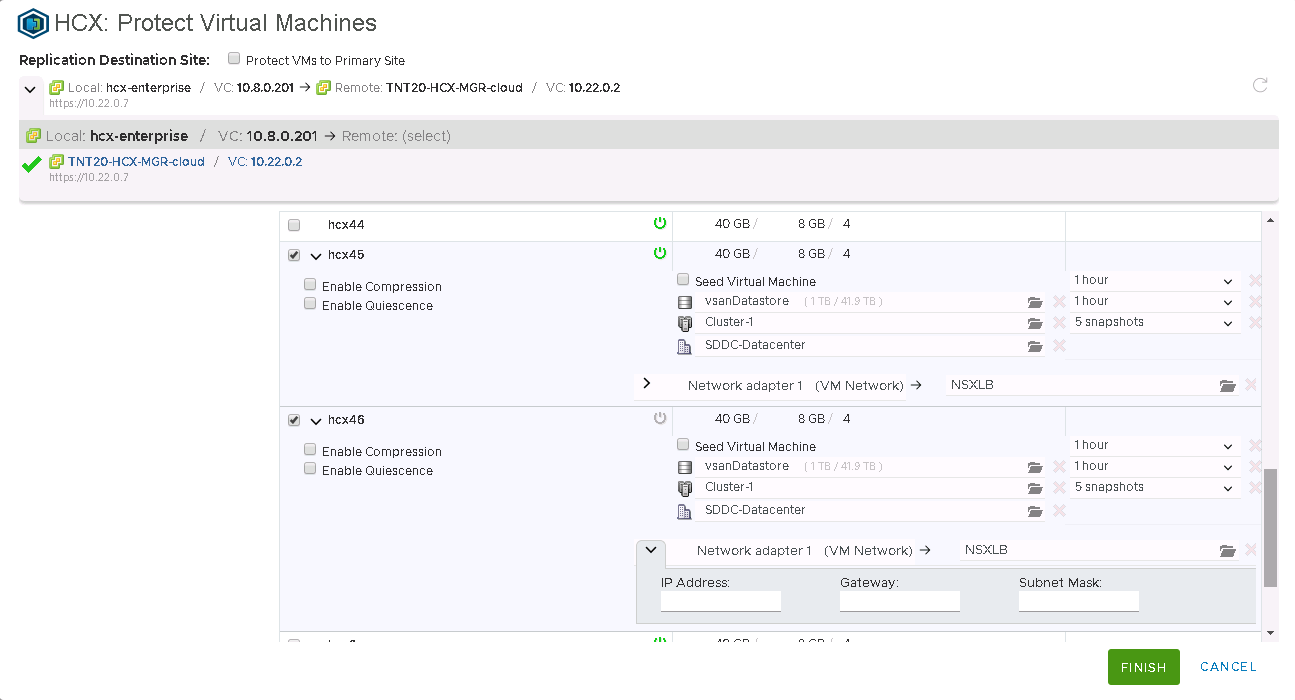 HCX: Protect Virtual Machines
Replication Destination Site: Protect VMs to Primary Site
Local: hcx-enterprise / VC: 10.8.0.201 → Remote: TNT20-HCX-MGR-cloud / VC: 10.22.0.2
https://10.22.0.7
Local: hcx-enterprise / VC: 10.8.0.201 → Remote: (select)
TNT20-HCX-MGR-cloud / VC: 10.22.0.2
https://10.22.0.7
hcx44 40 GB / 8 GB / 4
hcx45 40 GB / 8 GB / 4
Enable Compression
Enable Quiescence
Seed Virtual Machine 1 hour
vsanDatastore ( 1 TB / 41.9 TB ) 1 hour
Cluster-1 5 snapshots
SDDC-Datacenter
Network adapter 1 (VM Network) → NSXLB
hcx46 40 GB / 8 GB / 4
Enable Compression
Enable Quiescence
Seed Virtual Machine 1 hour
vsanDatastore ( 1 TB / 41.9 TB ) 1 hour
Cluster-1 5 snapshots
SDDC-Datacenter
Network adapter 1 (VM Network) → NSXLB
IP Address: Gateway: Subnet Mask:
FINISH CANCEL